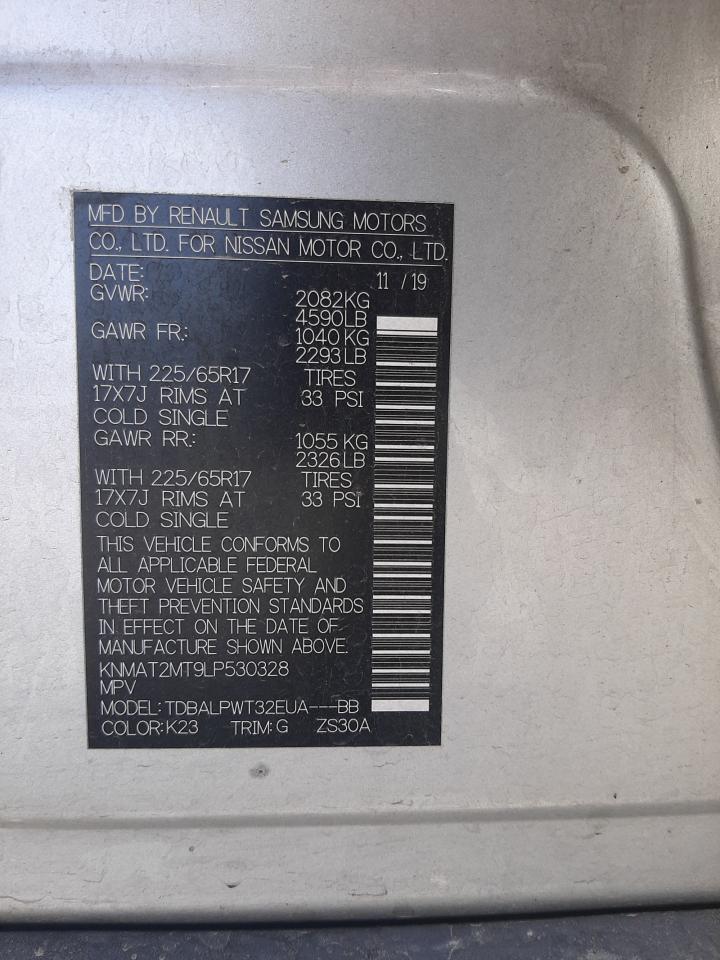 MFD BY RENAULT SAMSUNG MOTORS
CO., LTD. FOR NISSAN MOTOR CO., LTD.
DATE: 11 / 19
GVWR: 2082KG
4590LB
GAWR FR.: 1040 KG
2293 LB
WITH 225/65R17 TIRES
17X7J RIMS AT 33 PSI
COLD SINGLE
GAWR RR.: 1055 KG
2326 LB
WITH 225/65R17 TIRES
17X7J RIMS AT 33 PSI
COLD SINGLE
THIS VEHICLE CONFORMS TO
ALL APPLICABLE FEDERAL
MOTOR VEHICLE SAFETY AND
THEFT PREVENTION STANDARDS
IN EFFECT ON THE DATE OF
MANUFACTURE SHOWN ABOVE.
KNMAT2MT9LP530328
MPV
MODEL: TDBALPWT32EUA---BB
COLOR: K23 TRIM: G ZS30A